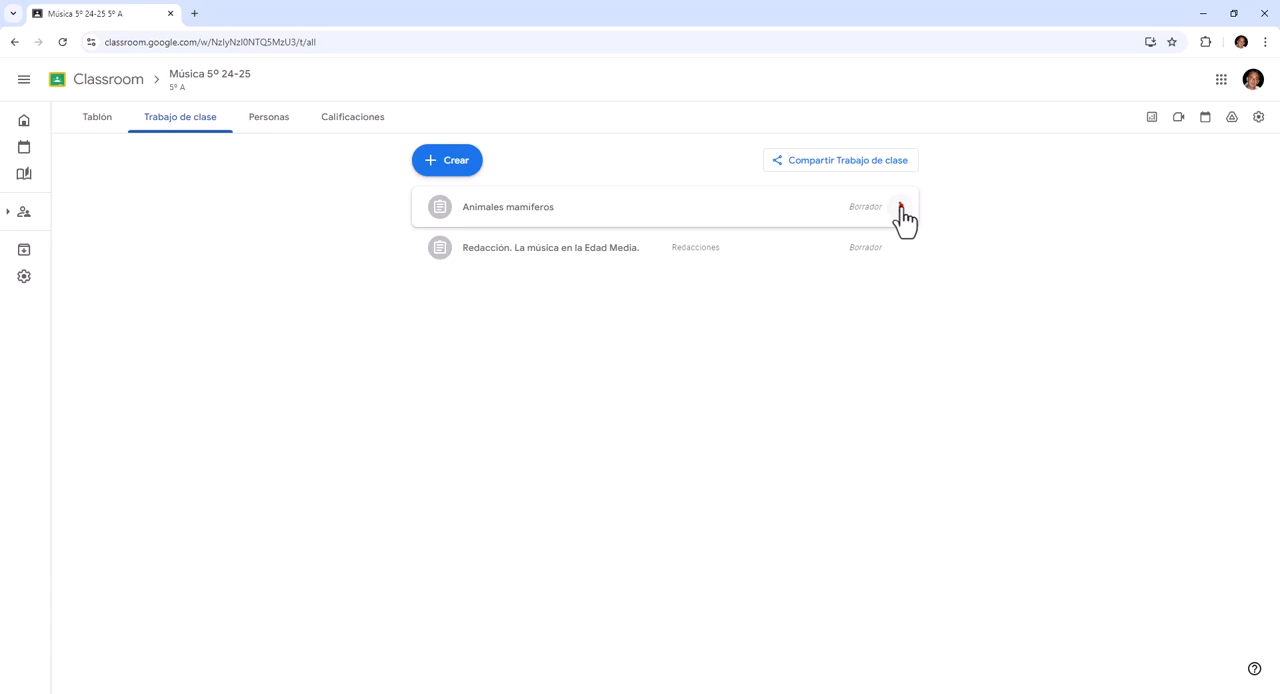 Música 5º 24-25 5º A
classroom.google.com/w/NzIyNzI0NTQ5MzU3/t/all
Classroom
Música 5º 24-25
5º A
Tablón
Trabajo de clase
Personas
Calificaciones
Crear
Compartir Trabajo de clase
Animales mamíferos
Borrador
Redacción. La música en la Edad Media.
Redacciones
Borrador